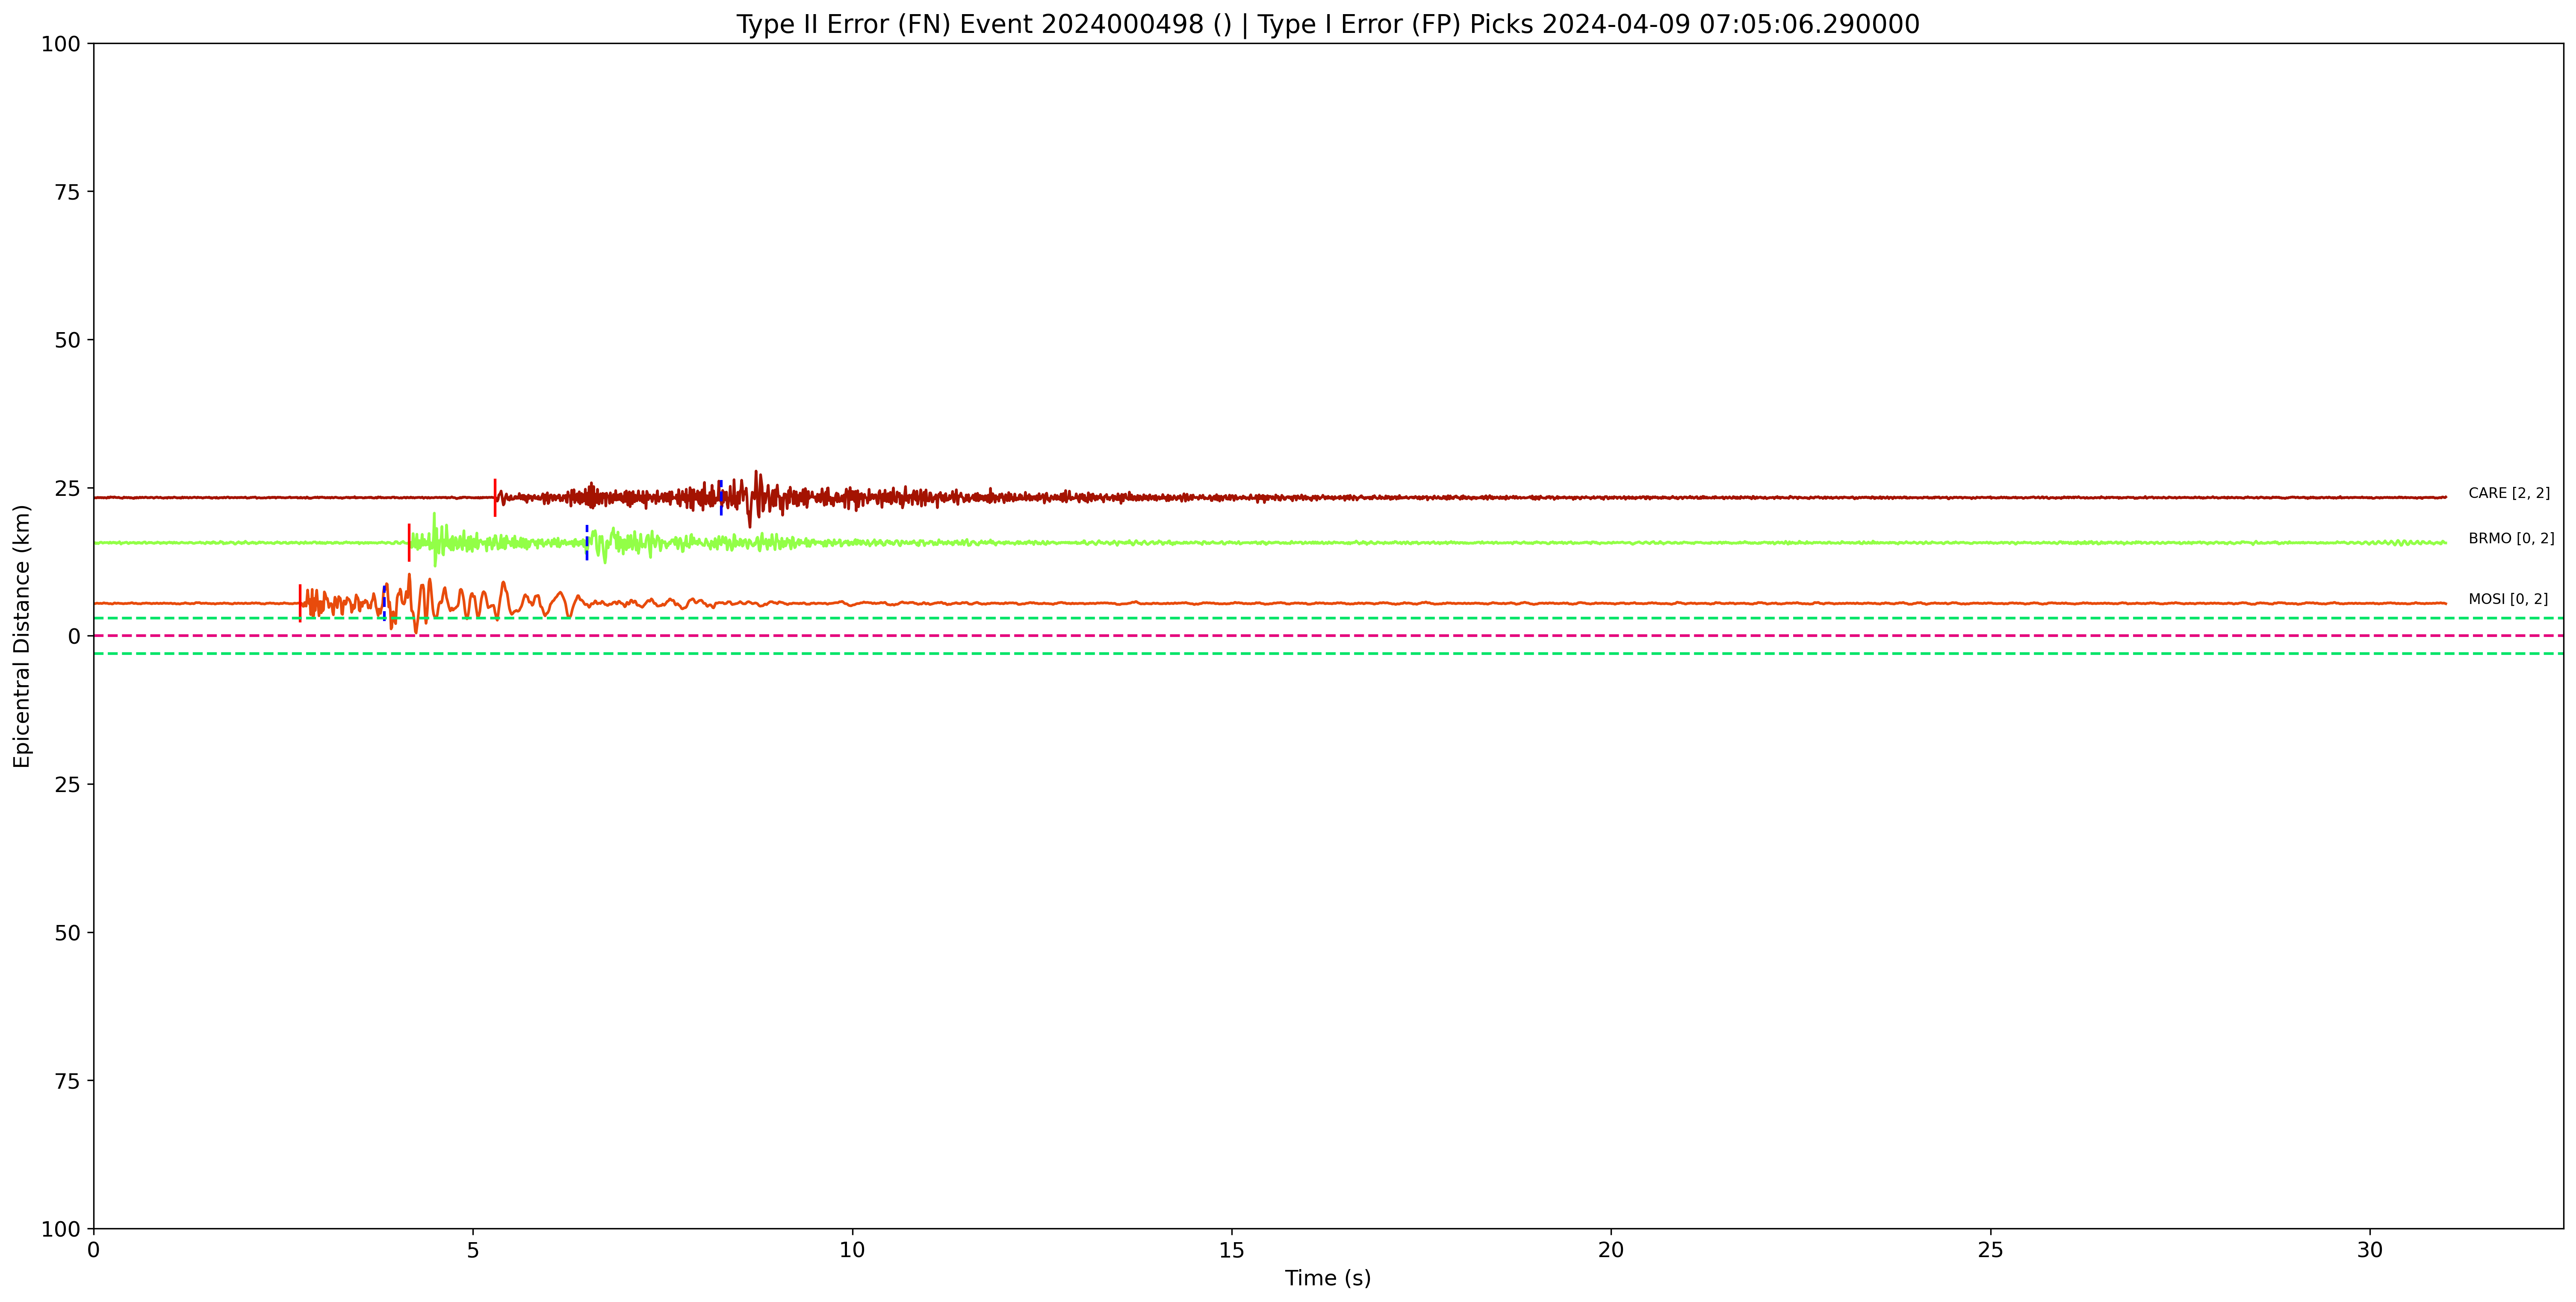 Type II Error (FN) Event 2024000498 () | Type I Error (FP) Picks 2024-04-09 07:05:06.290000
100
75
50
25
0
25
50
75
100
Epicentral Distance (km)
CARE [2, 2]
BRMO [0, 2]
MOSI [0, 2]
0 5 10 15 20 25 30
Time (s)